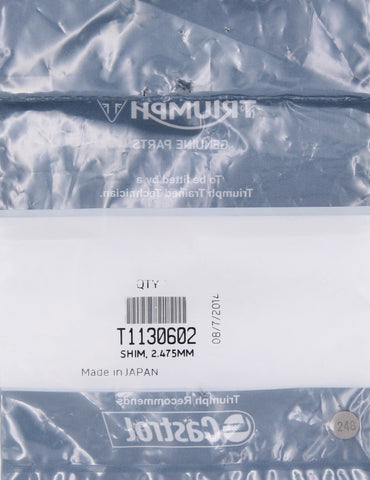 TRIUMPH
GENUINE PARTS
To be fitted by a
Triumph Trained Technician.
QTY
T1130602
SHIM, 2.475MM
08/7/2014
Made in JAPAN
Triumph Recommends
Castrol
248